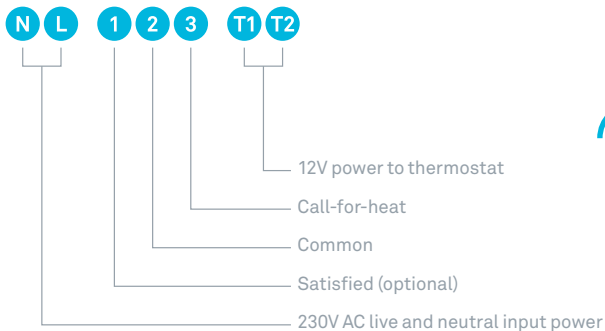 N L 1 2 3 T1 T2
12V power to thermostat
Call-for-heat
Common
Satisfied (optional)
230V AC live and neutral input power